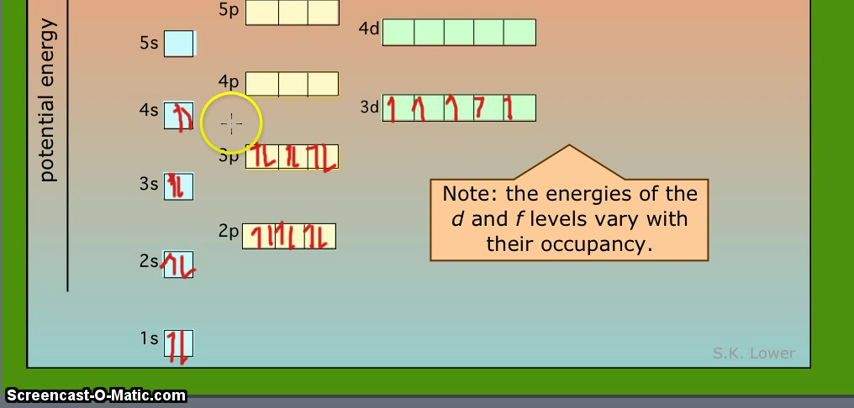 5p
4d
5s
4p
4s
3d
3p
3s
2p
2s
1s
potential energy
Note: the energies of the
d and f levels vary with
their occupancy.
S.K. Lower
Screencast-O-Matic.com